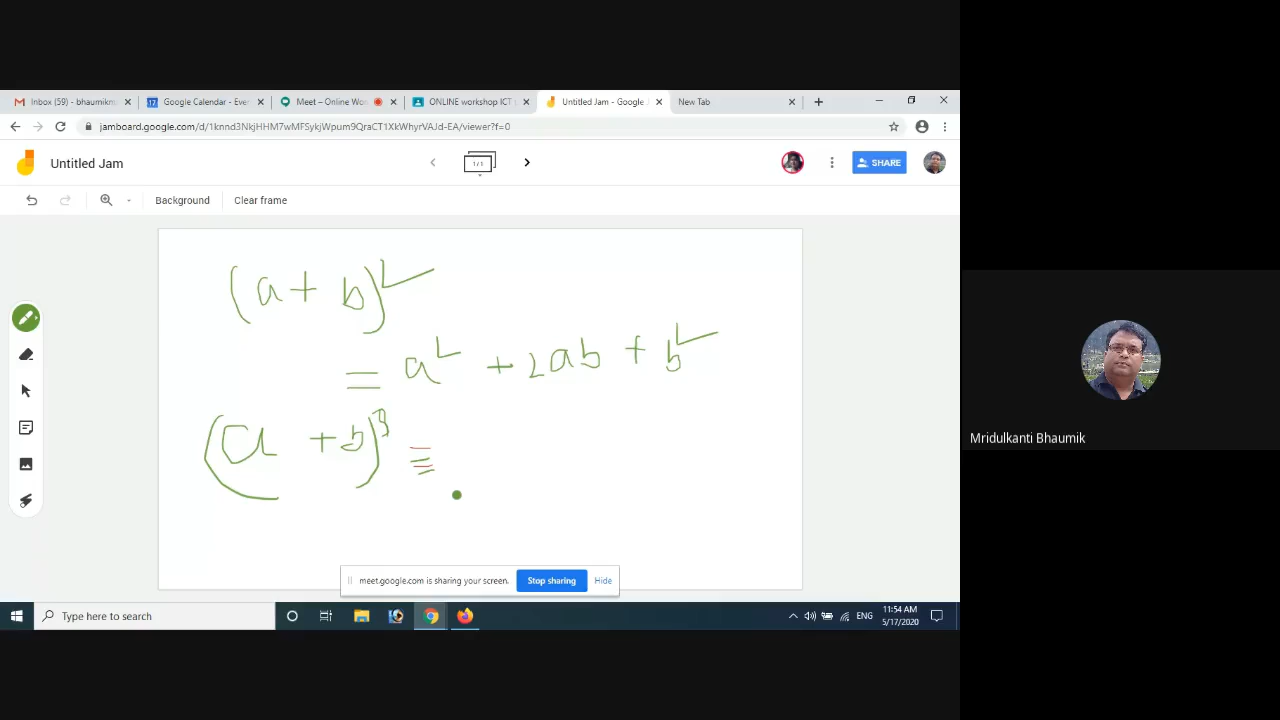 Inbox (59) - bhaumikm
Google Calendar - Eve
Meet – Online Wo
ONLINE workshop ICT
Untitled Jam - Google J
New Tab
jamboard.google.com/d/1knnd3NkjHHM7wMFSykjWpum9QraCT1XkWhyrVAJd-EA/viewer?f=0
Untitled Jam
1/1
SHARE
Background
Clear frame
(a + b)²
= a² + 2ab + b²
(a + b)³ =
Mridulkanti Bhaumik
meet.google.com is sharing your screen.
Stop sharing
Hide
Type here to search
ENG
11:54 AM
5/17/2020